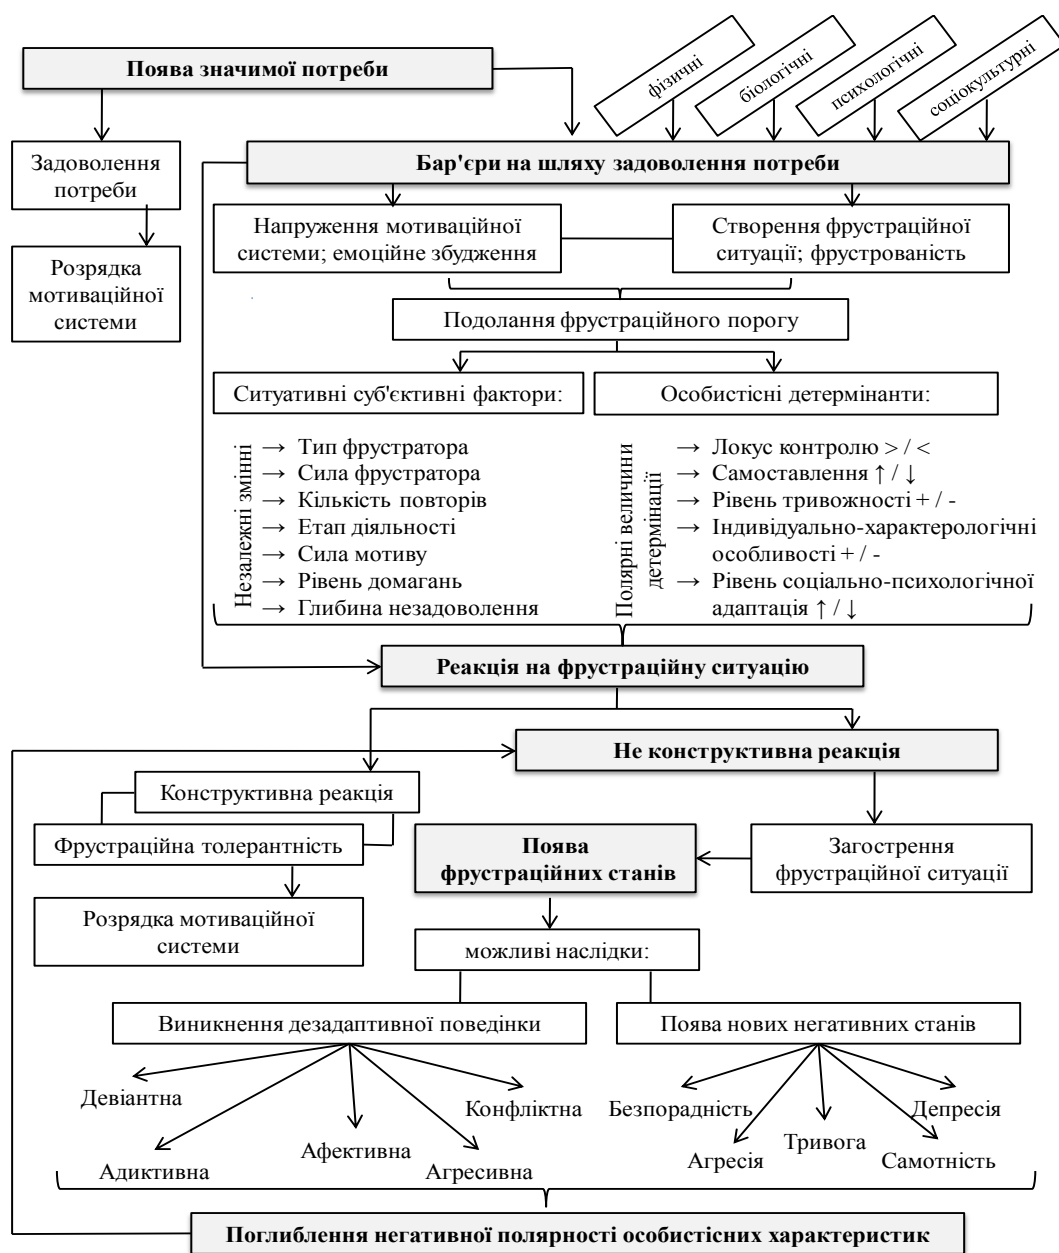 Поява значимої потреби
фізичні
біологічні
психологічні
соціокультурні
Задоволення
потреби
Бар'єри на шляху задоволення потреби
Розрядка
мотиваційної
системи
Напруження мотиваційної
системи; емоційне збудження
Створення фрустраційної
ситуації; фрустрованість
Подолання фрустраційного порогу
Ситуативні суб'єктивні фактори:
Незалежні змінні
→ Тип фрустратора
→ Сила фрустратора
→ Кількість повторів
→ Етап діяльності
→ Сила мотиву
→ Рівень домагань
→ Глибина незадоволення
Особистісні детермінанти:
Полярні величини
детермінації
→ Локус контролю > / <
→ Самоставлення ↑ / ↓
→ Рівень тривожності + / -
→ Індивідуально-характерологічні
особливості + / -
→ Рівень соціально-психологічної
адаптація ↑ / ↓
Реакція на фрустраційну ситуацію
Не конструктивна реакція
Конструктивна реакція
Фрустраційна толерантність
Розрядка мотиваційної
системи
Поява
фрустраційних станів
Загострення
фрустраційної ситуації
можливі наслідки:
Виникнення дезадаптивної поведінки
Поява нових негативних станів
Девіантна
Адиктивна
Афективна
Агресивна
Конфліктна
Безпорадність
Агресія
Тривога
Самотність
Депресія
Поглиблення негативної полярності особистісних характеристик